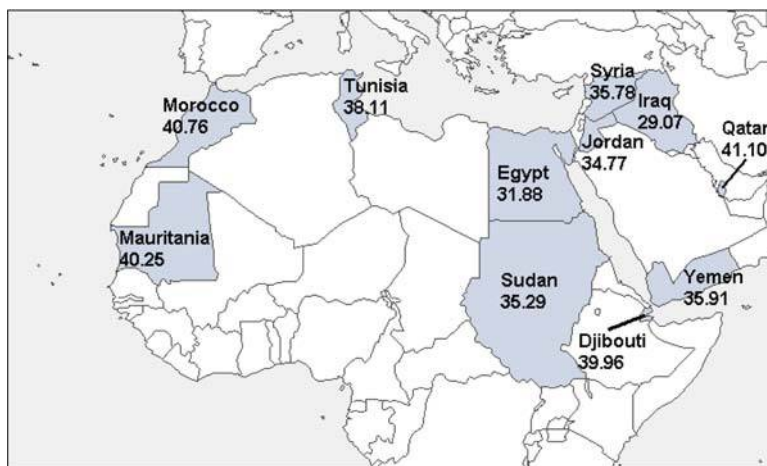 Morocco
40.76
Tunisia
38.11
Syria
35.78
Iraq
29.07
Jordan
34.77
Qatar
41.10
Egypt
31.88
Mauritania
40.25
Sudan
35.29
Yemen
35.91
Djibouti
39.96